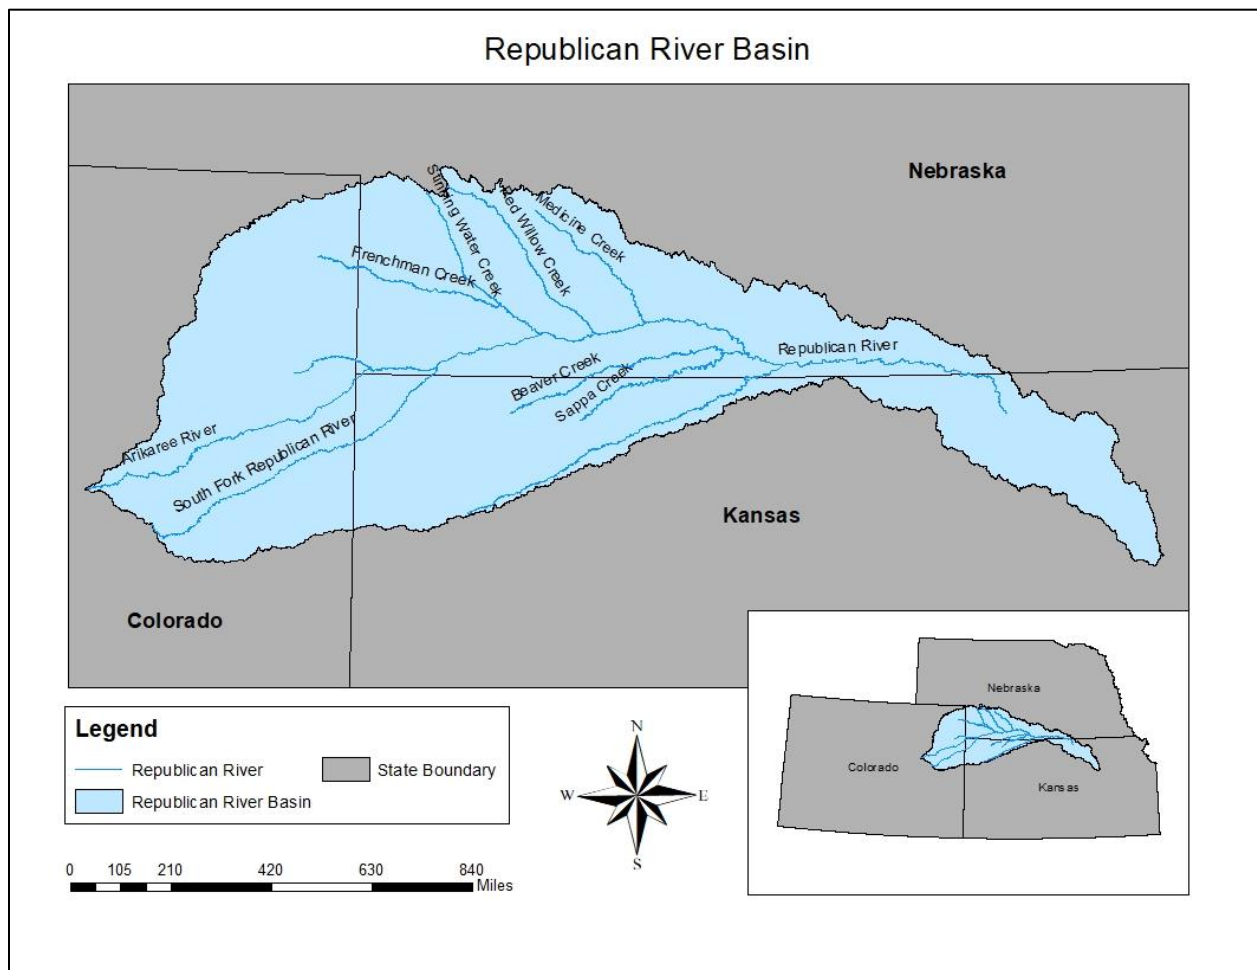 Republican River Basin
Nebraska
Stinking Water Creek
Red Willow Creek
Medicine Creek
Frenchman Creek
Republican River
Beaver Creek
Sappa Creek
Arikaree River
South Fork Republican River
Kansas
Colorado
Legend
Republican River
State Boundary
Republican River Basin
N
W
E
S
0 105 210 420 630 840
Miles
Nebraska
Colorado
Kansas